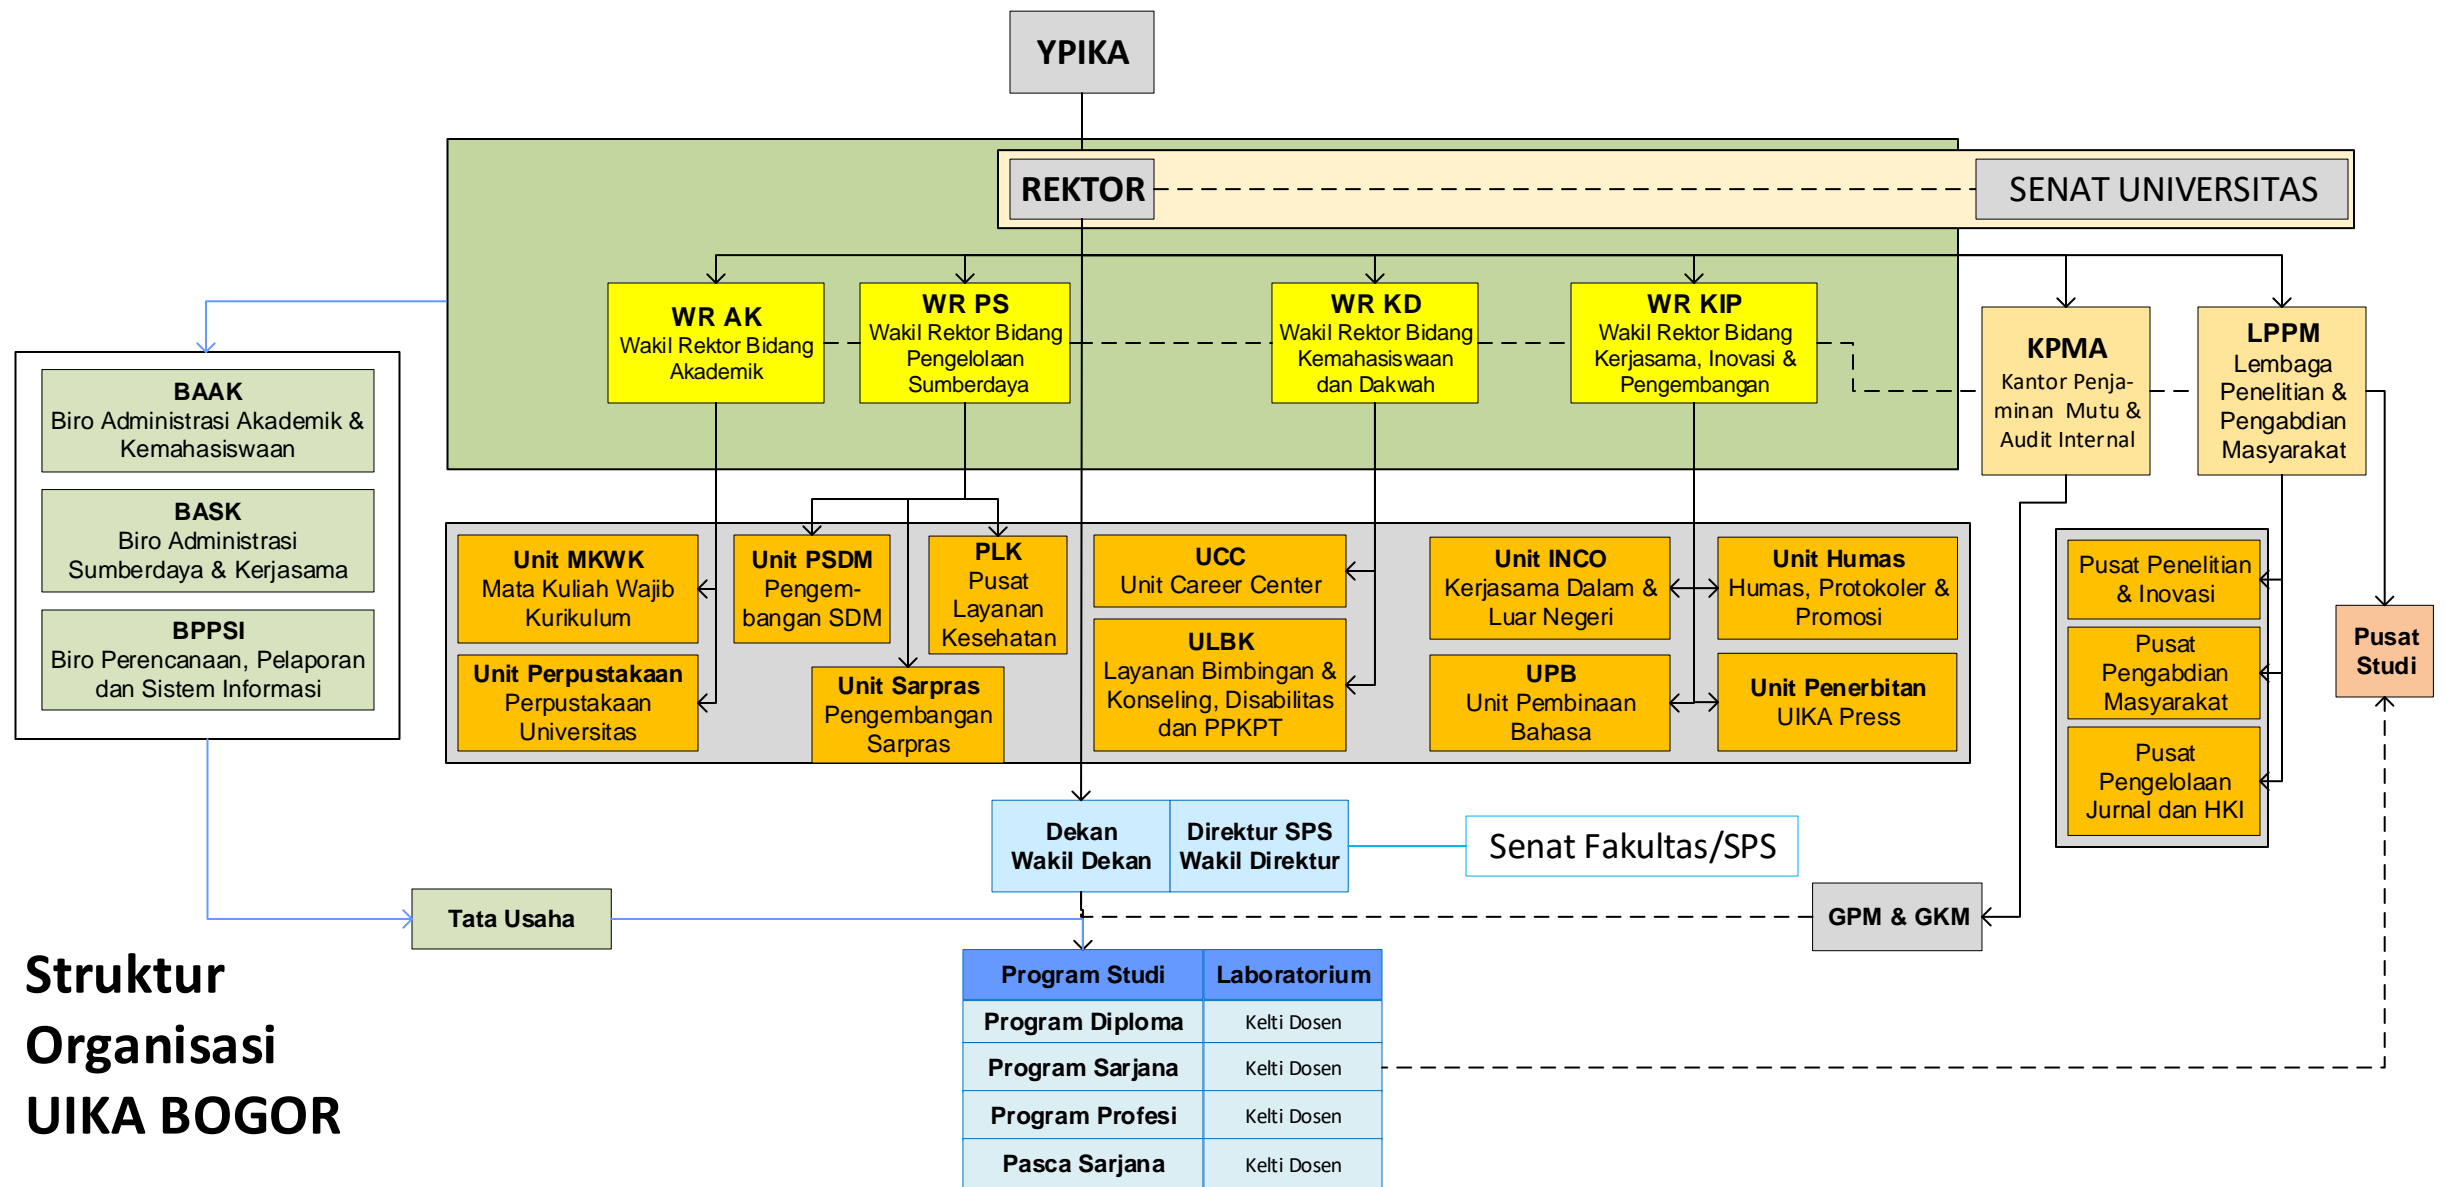 YPIKA
REKTOR
SENAT UNIVERSITAS
WR AK
Wakil Rektor Bidang
Akademik
WR PS
Wakil Rektor Bidang
Pengelolaan
Sumberdaya
WR KD
Wakil Rektor Bidang
Kemahasiswaan
dan Dakwah
WR KIP
Wakil Rektor Bidang
Kerjasama, Inovasi &
Pengembangan
KPMA
Kantor Penja-
minan Mutu &
Audit Internal
LPPM
Lembaga
Penelitian &
Pengabdian
Masyarakat
BAAK
Biro Administrasi Akademik &
Kemahasiswaan
BASK
Biro Administrasi
Sumberdaya & Kerjasama
BPPSI
Biro Perencanaan, Pelaporan
dan Sistem Informasi
Unit MKWK
Mata Kuliah Wajib
Kurikulum
Unit Perpustakaan
Perpustakaan
Universitas
Unit PSDM
Pengem-
bangan SDM
PLK
Pusat
Layanan
Kesehatan
Unit Sarpras
Pengembangan
Sarpras
UCC
Unit Career Center
ULBK
Layanan Bimbingan &
Konseling, Disabilitas
dan PPKPT
Unit INCO
Kerjasama Dalam &
Luar Negeri
UPB
Unit Pembinaan
Bahasa
Unit Humas
Humas, Protokoler &
Promosi
Unit Penerbitan
UIKA Press
Pusat Penelitian
& Inovasi
Pusat
Pengabdian
Masyarakat
Pusat
Pengelolaan
Jurnal dan HKI
Pusat
Studi
Dekan
Wakil Dekan
Direktur SPS
Wakil Direktur
Senat Fakultas/SPS
Tata Usaha
GPM & GKM
Program Studi
Laboratorium
Program Diploma
Kelti Dosen
Program Sarjana
Kelti Dosen
Program Profesi
Kelti Dosen
Pasca Sarjana
Kelti Dosen
Struktur
Organisasi
UIKA BOGOR